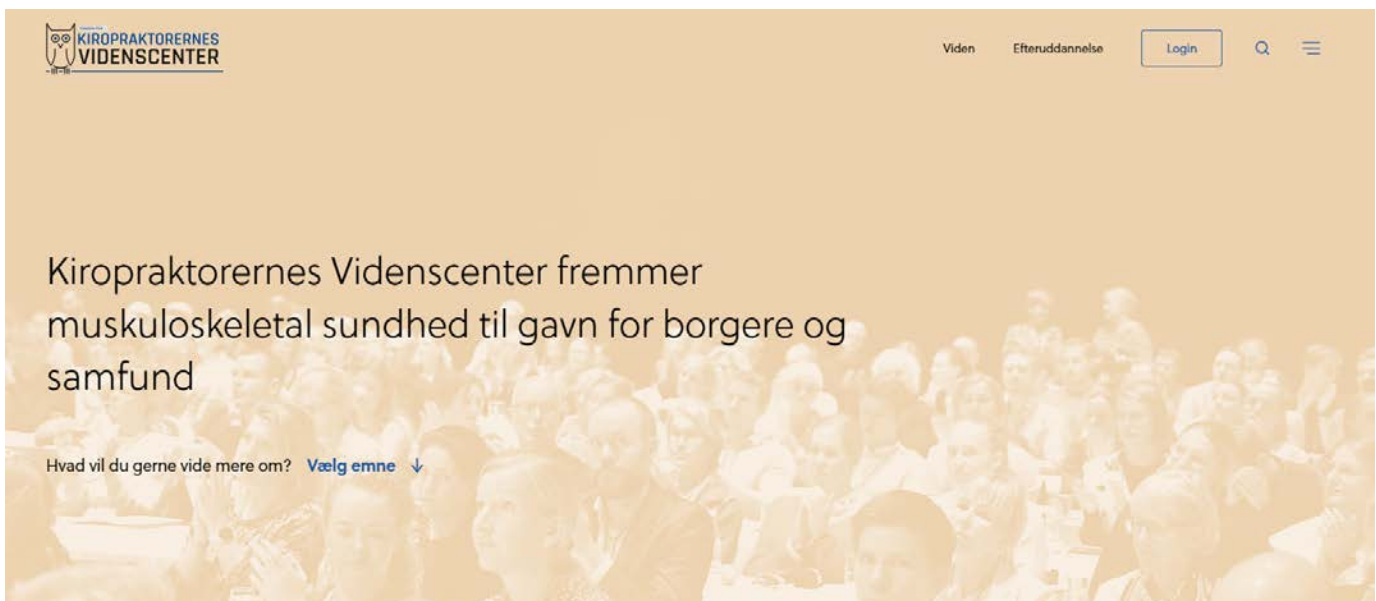 KIROPRAKTORERNES
VIDENSCENTER
Viden
Efteruddannelse
Login
Kiropraktorernes Videnscenter fremmer
muskuloskeletal sundhed til gavn for borgere og
samfund
Hvad vil du gerne vide mere om? Vælg emne ↓